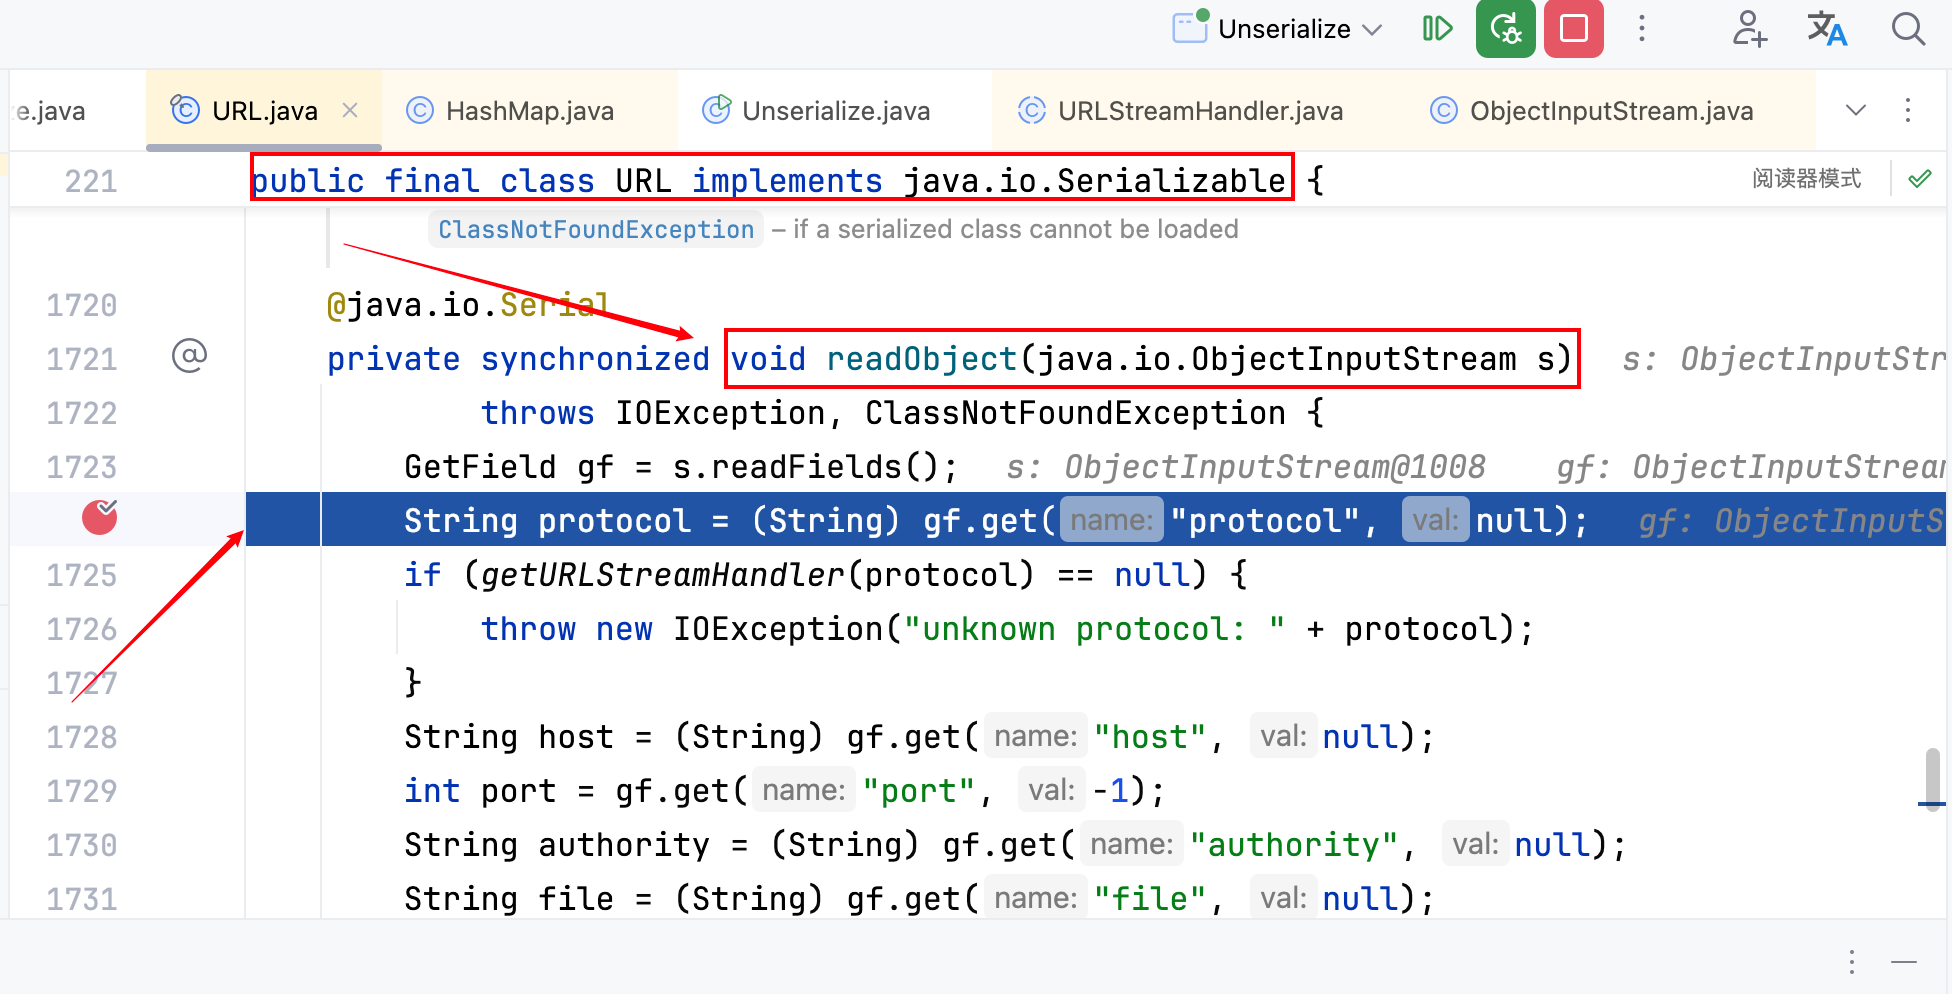 Unserialize
e.java URL.java HashMap.java Unserialize.java URLStreamHandler.java ObjectInputStream.java
221 public final class URL implements java.io.Serializable { 阅读器模式
ClassNotFoundException – if a serialized class cannot be loaded
1720 @java.io.Serial
1721 @ private synchronized void readObject(java.io.ObjectInputStream s) s: ObjectInputStr
1722 throws IOException, ClassNotFoundException {
1723 GetField gf = s.readFields(); s: ObjectInputStream@1008 gf: ObjectInputStream
String protocol = (String) gf.get( name: "protocol", val: null); gf: ObjectInputS
1725 if (getURLStreamHandler(protocol) == null) {
1726 throw new IOException("unknown protocol: " + protocol);
1727 }
1728 String host = (String) gf.get( name: "host", val: null);
1729 int port = gf.get( name: "port", val: -1);
1730 String authority = (String) gf.get( name: "authority", val: null);
1731 String file = (String) gf.get( name: "file", val: null);